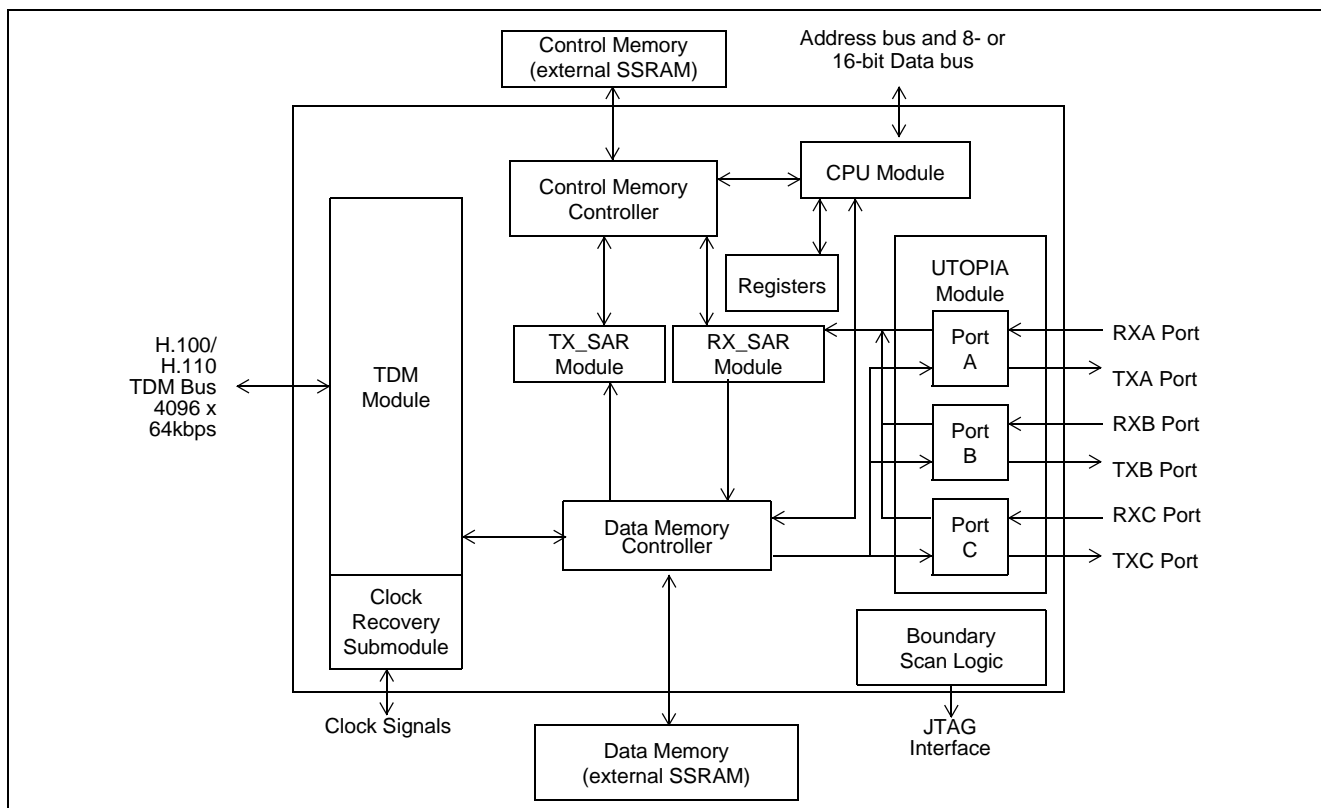 Control Memory
(external SSRAM)
Address bus and 8- or
16-bit Data bus
CPU Module
Control Memory
Controller
Registers
UTOPIA
Module
TX_SAR
Module
RX_SAR
Module
Port
A
RXA Port
TXA Port
H.100/
H.110
TDM Bus
4096 x
64kbps
TDM
Module
Port
B
RXB Port
TXB Port
Port
C
RXC Port
TXC Port
Data Memory
Controller
Clock
Recovery
Submodule
Boundary
Scan Logic
Clock Signals
JTAG
Interface
Data Memory
(external SSRAM)